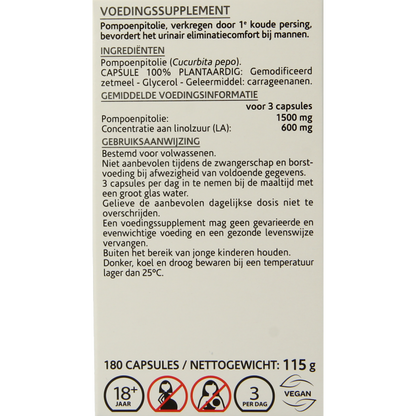 VOEDINGSSUPPLEMENT
Pompoenpitolie, verkregen door 1e koude persing,
bevordert het urinair eliminatiecomfort bij mannen.
INGREDIËNTEN
Pompoenpitolie (Cucurbita pepo).
CAPSULE 100% PLANTAARDIG: Gemodificeerd
zetmeel - Glycerol - Geleermiddel: carrageenanen.
GEMIDDELDE VOEDINGSINFORMATIE
voor 3 capsules
Pompoenpitolie: 1500 mg
Concentratie aan linolzuur (LA): 600 mg
GEBRUIKSAANWIJZING
Bestemd voor volwassenen.
Niet aanbevolen tijdens de zwangerschap en borst-
voeding bij afwezigheid van voldoende gegevens.
3 capsules per dag in te nemen bij de maaltijd met
een groot glas water.
Gelieve de aanbevolen dagelijkse dosis niet te
overschrijden.
Een voedingssupplement mag geen gevarieerde en
evenwichtige voeding en een gezonde levenswijze
vervangen.
Buiten het bereik van jonge kinderen houden.
Donker, koel en droog bewaren bij een temperatuur
lager dan 25°C.
180 CAPSULES / NETTOGEWICHT: 115 g
18+
JAAR
3
PER DAG
VEGAN